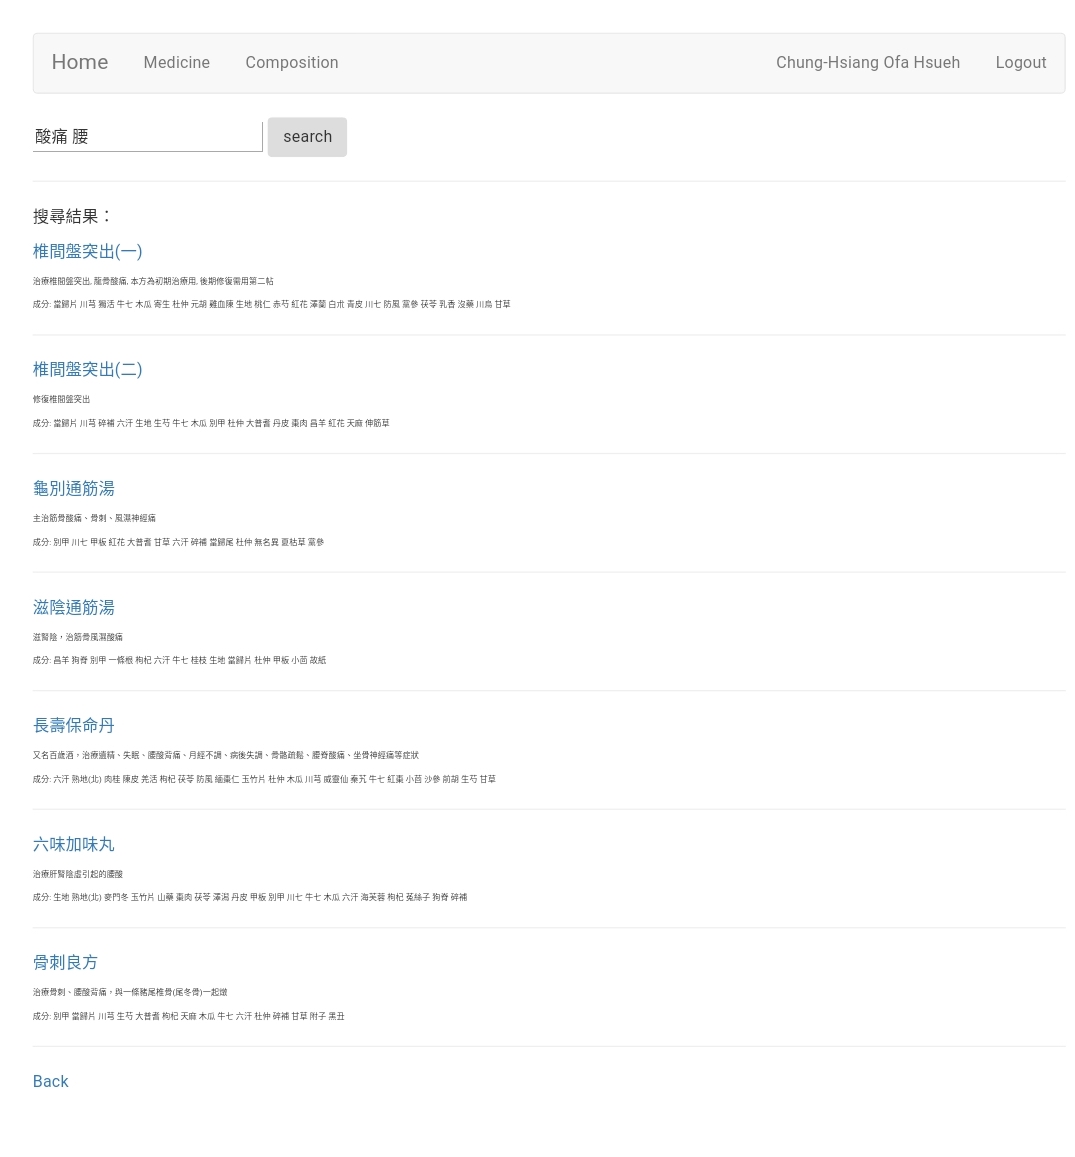 Home Medicine Composition Chung-Hsiang Ofa Hsueh Logout
酸痛 腰 search
搜尋結果：
椎間盤突出(一)
治療椎間盤突出, 龍骨酸痛, 本方為初期治療用, 後期修復需用第二帖
成分: 當歸片 川芎 獨活 牛七 木瓜 寄生 杜仲 元胡 雞血陳 生地 桃仁 赤芍 紅花 澤蘭 白朮 青皮 川七 防風 黨參 茯苓 乳香 沒藥 川烏 甘草
椎間盤突出(二)
修復椎間盤突出
成分: 當歸片 川芎 碎補 六汗 生地 生芍 牛七 木瓜 別甲 杜仲 大普耆 丹皮 棗肉 昌羊 紅花 天麻 伸筋草
龜別通筋湯
主治筋骨酸痛、骨刺、風濕神經痛
成分: 別甲 川七 甲板 紅花 大普耆 甘草 六汗 碎補 當歸尾 杜仲 無名異 夏枯草 黨參
滋陰通筋湯
滋腎陰，治筋骨風濕酸痛
成分: 昌羊 狗脊 別甲 一條根 枸杞 六汗 牛七 桂枝 生地 當歸片 杜仲 甲板 小茴 故紙
長壽保命丹
又名百歲酒，治療遺精、失眠、腰酸背痛、月經不調、病後失調、骨骼疏鬆、腰脊酸痛、坐骨神經痛等症狀
成分: 六汗 熟地(北) 肉桂 陳皮 羌活 枸杞 茯苓 防風 緬棗仁 玉竹片 杜仲 木瓜 川芎 威靈仙 秦艽 牛七 紅棗 小茴 沙參 前胡 生芍 甘草
六味加味丸
治療肝腎陰虛引起的腰酸
成分: 生地 熟地(北) 麥門冬 玉竹片 山藥 棗肉 茯苓 澤瀉 丹皮 甲板 別甲 川七 牛七 木瓜 六汗 海芙蓉 枸杞 菟絲子 狗脊 碎補
骨刺良方
治療骨刺、腰酸背痛，與一條豬尾椎骨(尾冬骨)一起燉
成分: 別甲 當歸片 川芎 生芍 大普耆 枸杞 天麻 木瓜 牛七 六汗 杜仲 碎補 甘草 附子 黑丑
Back